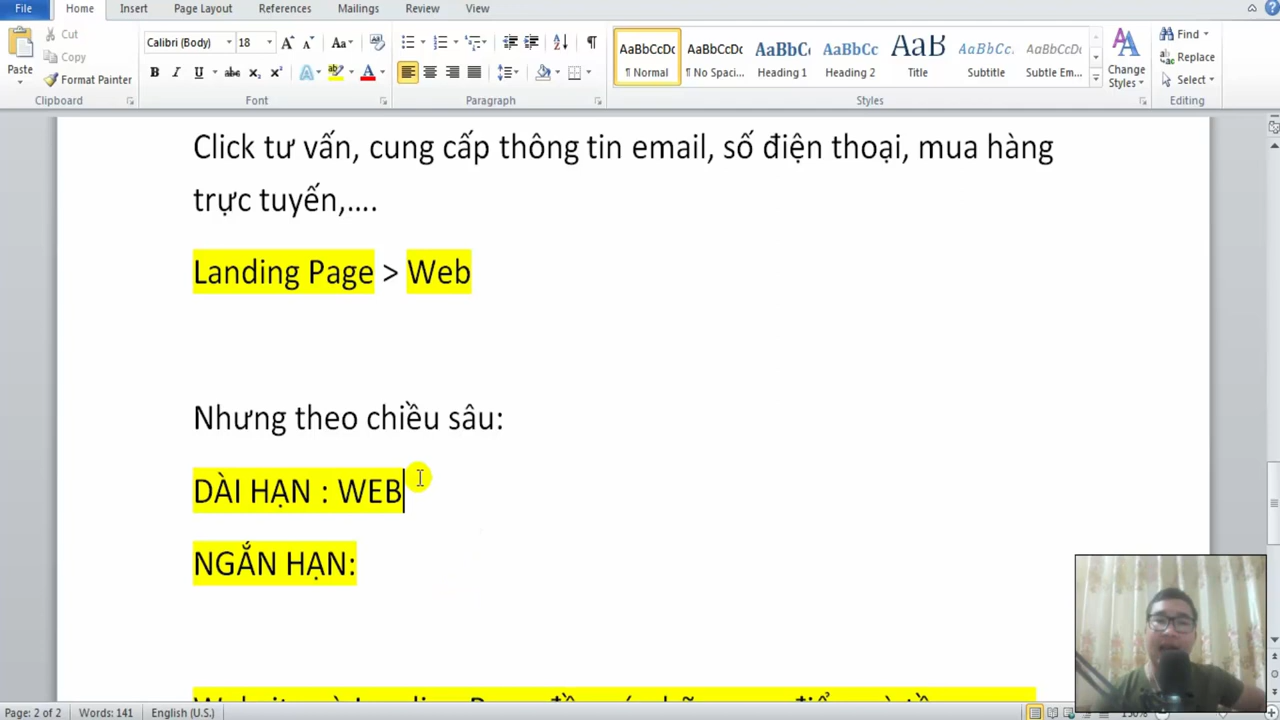 File Home Insert Page Layout References Mailings Review View
Cut
Copy
Format Painter
Paste
Clipboard
Calibri (Body) 18
Font
Paragraph
AaBbCcDc AaBbCcDc AaBbC AaBbCc AaB AaBbCc. AaBbCcDc
¶ Normal ¶ No Spaci... Heading 1 Heading 2 Title Subtitle Subtle Em...
Change Styles
Styles
Find
Replace
Select
Editing
Click tư vấn, cung cấp thông tin email, số điện thoại, mua hàng
trực tuyến,....
Landing Page > Web
Nhưng theo chiều sâu:
DÀI HẠN : WEB
NGẮN HẠN:
Page: 2 of 2 Words: 141 English (U.S.) 150%